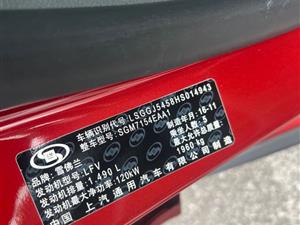 车辆识别代号: LSGGJ5458HS014943
整车型号: SGM7154EAA1
品牌: 雪佛兰
发动机型号: LFV
发动机排量: 1.490 L
发动机最大净功率: 120kW
制造年月: 16-11
乘坐人数: 5
最大允许总质量: 1960 kg
中国 上汽通用汽车有限公司